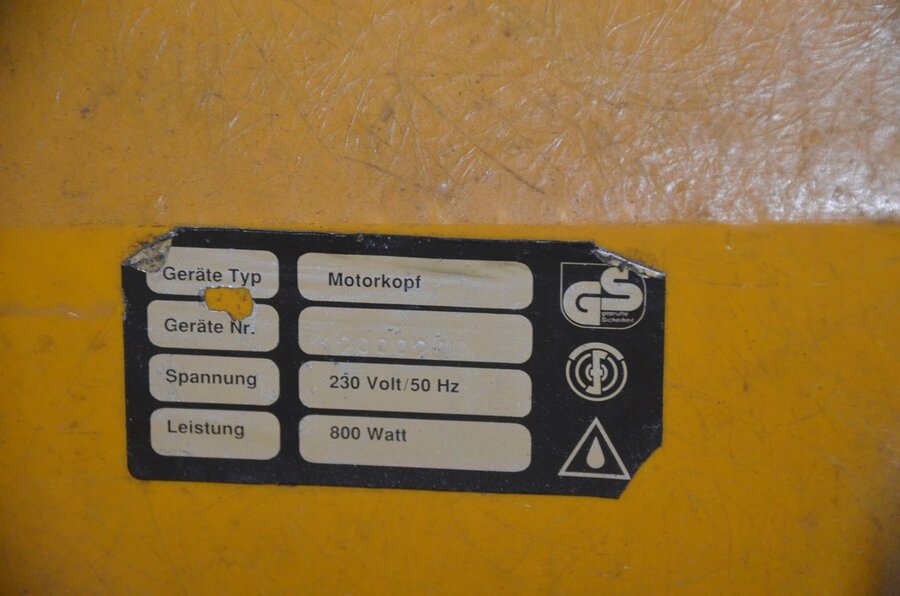 Geräte Typ Motorkopf
GS
geprüfte
Sicherheit
Geräte Nr.
Spannung 230 Volt/50 Hz
Leistung 800 Watt